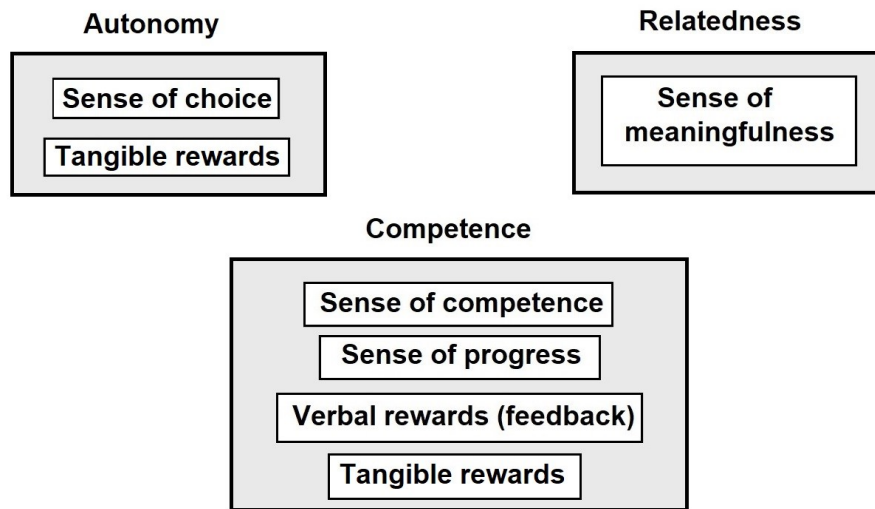 Autonomy
Sense of choice
Tangible rewards
Relatedness
Sense of
meaningfulness
Competence
Sense of competence
Sense of progress
Verbal rewards (feedback)
Tangible rewards